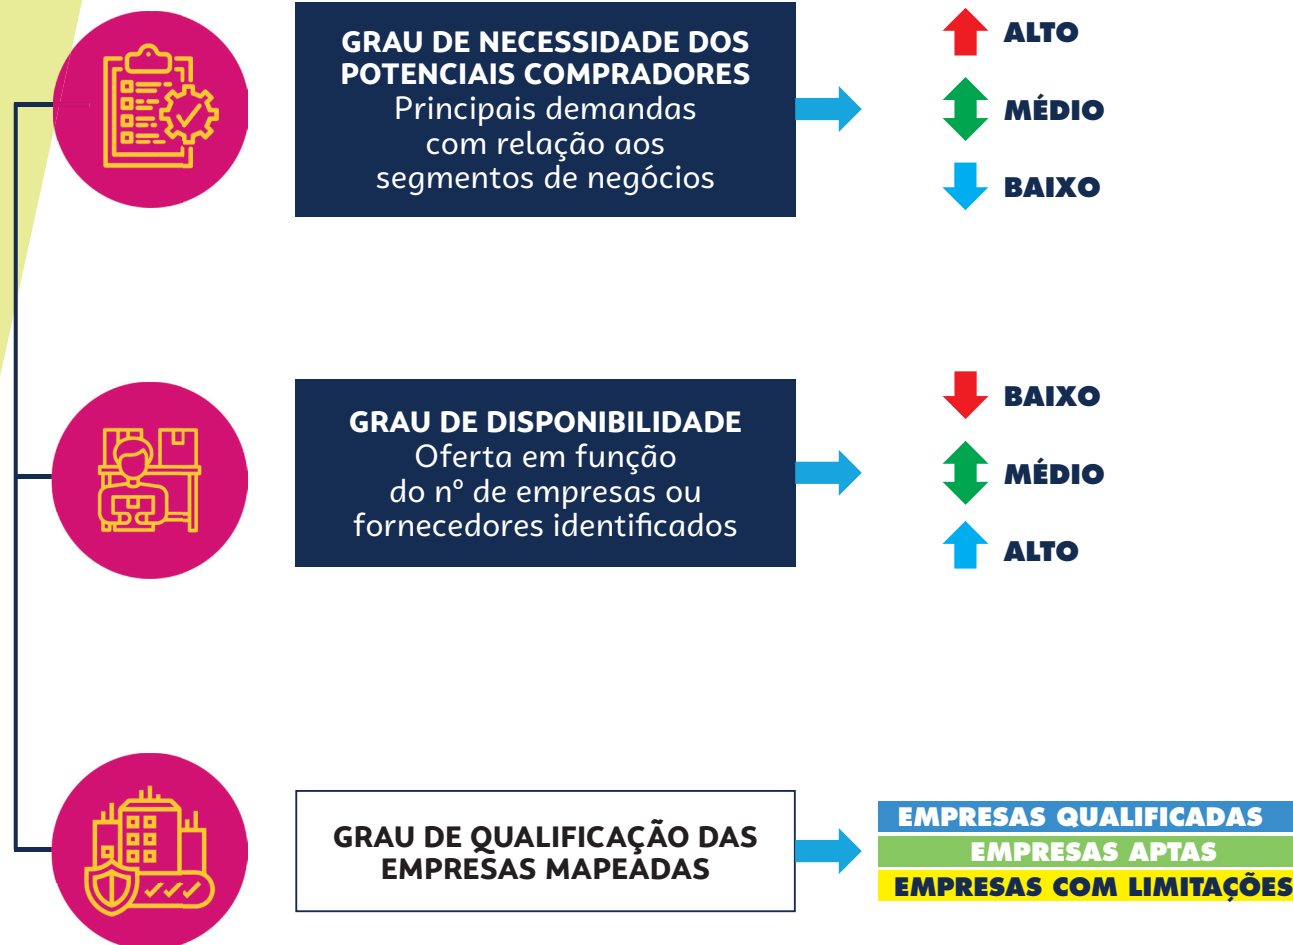 GRAU DE NECESSIDADE DOS
POTENCIAIS COMPRADORES
Principais demandas
com relação aos
segmentos de negócios
ALTO
MÉDIO
BAIXO
GRAU DE DISPONIBILIDADE
Oferta em função
do nº de empresas ou
fornecedores identificados
BAIXO
MÉDIO
ALTO
GRAU DE QUALIFICAÇÃO DAS
EMPRESAS MAPEADAS
EMPRESAS QUALIFICADAS
EMPRESAS APTAS
EMPRESAS COM LIMITAÇÕES